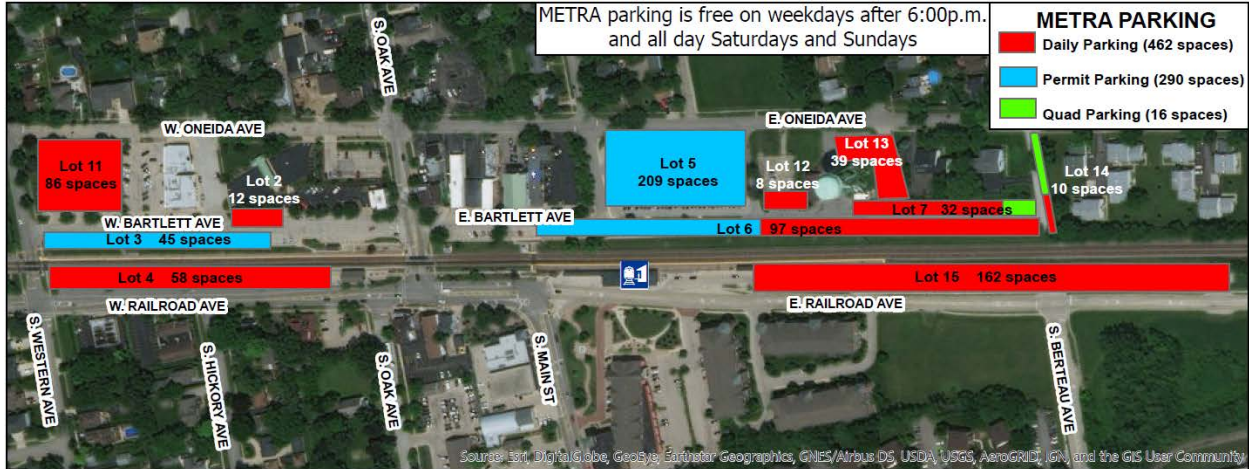 METRA parking is free on weekdays after 6:00p.m.
and all day Saturdays and Sundays
METRA PARKING
Daily Parking (462 spaces)
Permit Parking (290 spaces)
Quad Parking (16 spaces)
S. OAK AVE
W. ONEIDA AVE
E. ONEIDA AVE
Lot 11
86 spaces
Lot 2
12 spaces
Lot 5
209 spaces
Lot 12
8 spaces
Lot 13
39 spaces
Lot 14
10 spaces
W. BARTLETT AVE
E. BARTLETT AVE
Lot 7 32 spaces
Lot 3 45 spaces
Lot 6 97 spaces
Lot 4 58 spaces
Lot 15 162 spaces
W. RAILROAD AVE
E. RAILROAD AVE
S. WESTERN AVE
S. HICKORY AVE
S. OAK AVE
S. MAIN ST
S. BERTEAU AVE
Source: Esri, DigitalGlobe, GeoEye, Earthstar Geographics, CNES/Airbus DS, USDA, USGS, AeroGRID, IGN, and the GIS User Community